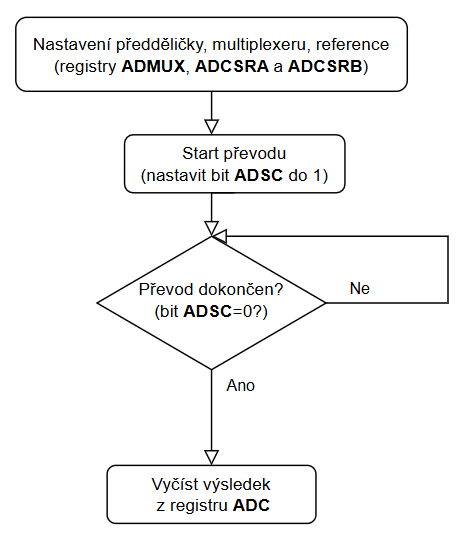 Nastavení předděličky, multiplexeru, reference
(registry ADMUX, ADCSRA a ADCSRB)
Start převodu
(nastavit bit ADSC do 1)
Převod dokončen?
(bit ADSC=0?)
Ne
Ano
Vyčíst výsledek
z registru ADC